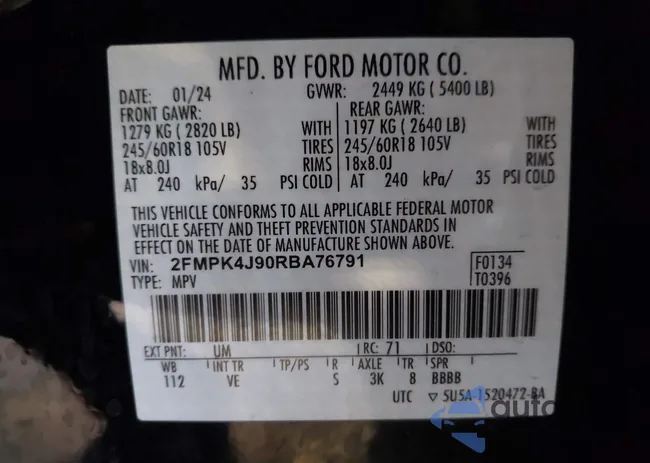 MFD. BY FORD MOTOR CO.
DATE: 01/24 GVWR: 2449 KG ( 5400 LB)
FRONT GAWR: REAR GAWR:
1279 KG ( 2820 LB) WITH 1197 KG ( 2640 LB) WITH
245/60R18 105V TIRES 245/60R18 105V TIRES
18x8.0J RIMS 18x8.0J RIMS
AT 240 kPa/ 35 PSI COLD AT 240 kPa/ 35 PSI COLD
THIS VEHICLE CONFORMS TO ALL APPLICABLE FEDERAL MOTOR
VEHICLE SAFETY AND THEFT PREVENTION STANDARDS IN
EFFECT ON THE DATE OF MANUFACTURE SHOWN ABOVE.
VIN: 2FMPK4J90RBA76791 F0134
TYPE: MPV T0396
EXT PNT: UM RC: 71 DSO:
WB INT TR TP/PS R AXLE TR SPR
112 VE S 3K 8 BBBB
UTC ▽ 5U5A-1520472-BA
auto